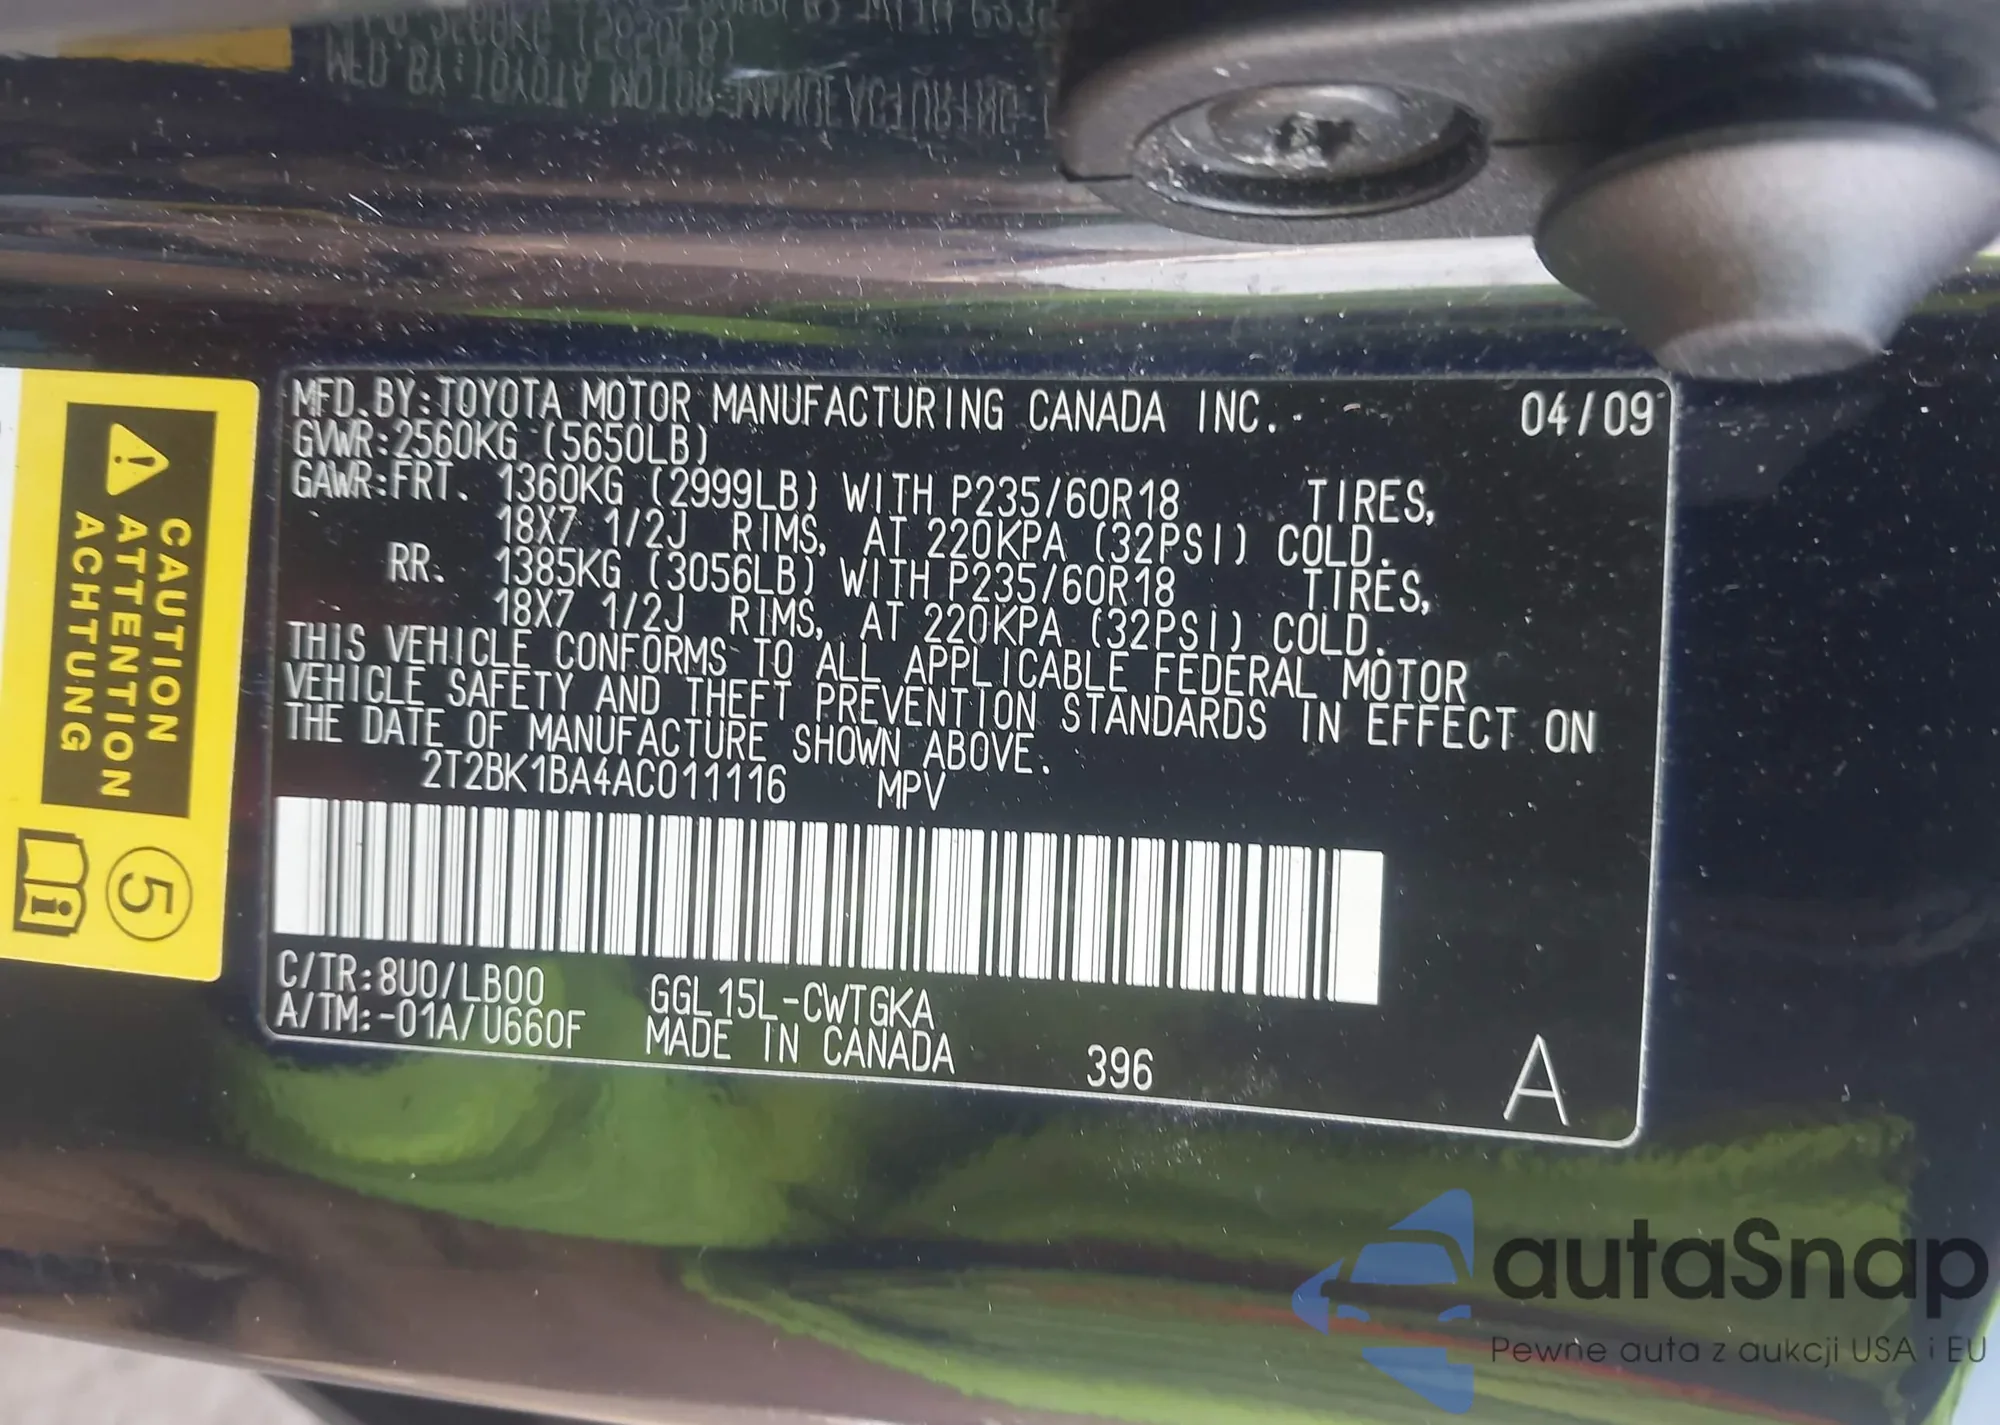 MFD.BY:TOYOTA MOTOR MANUFACTURING CANADA INC. 04/09
GVWR:2560KG (5650LB)
GAWR:FRT. 1360KG (2999LB) WITH P235/60R18 TIRES,
18X7 1/2J RIMS, AT 220KPA (32PSI) COLD.
RR. 1385KG (3056LB) WITH P235/60R18 TIRES,
18X7 1/2J RIMS, AT 220KPA (32PSI) COLD.
THIS VEHICLE CONFORMS TO ALL APPLICABLE FEDERAL MOTOR
VEHICLE SAFETY AND THEFT PREVENTION STANDARDS IN EFFECT ON
THE DATE OF MANUFACTURE SHOWN ABOVE.
2T2BK1BA4AC011116 MPV
C/TR:8U0/LB00 GGL15L-CWTGKA
A/TM:-01A/U660F MADE IN CANADA 396 A
CAUTION
ATTENTION
ACHTUNG
5
i
autaSnap
Pewne auta z aukcji USA i EU